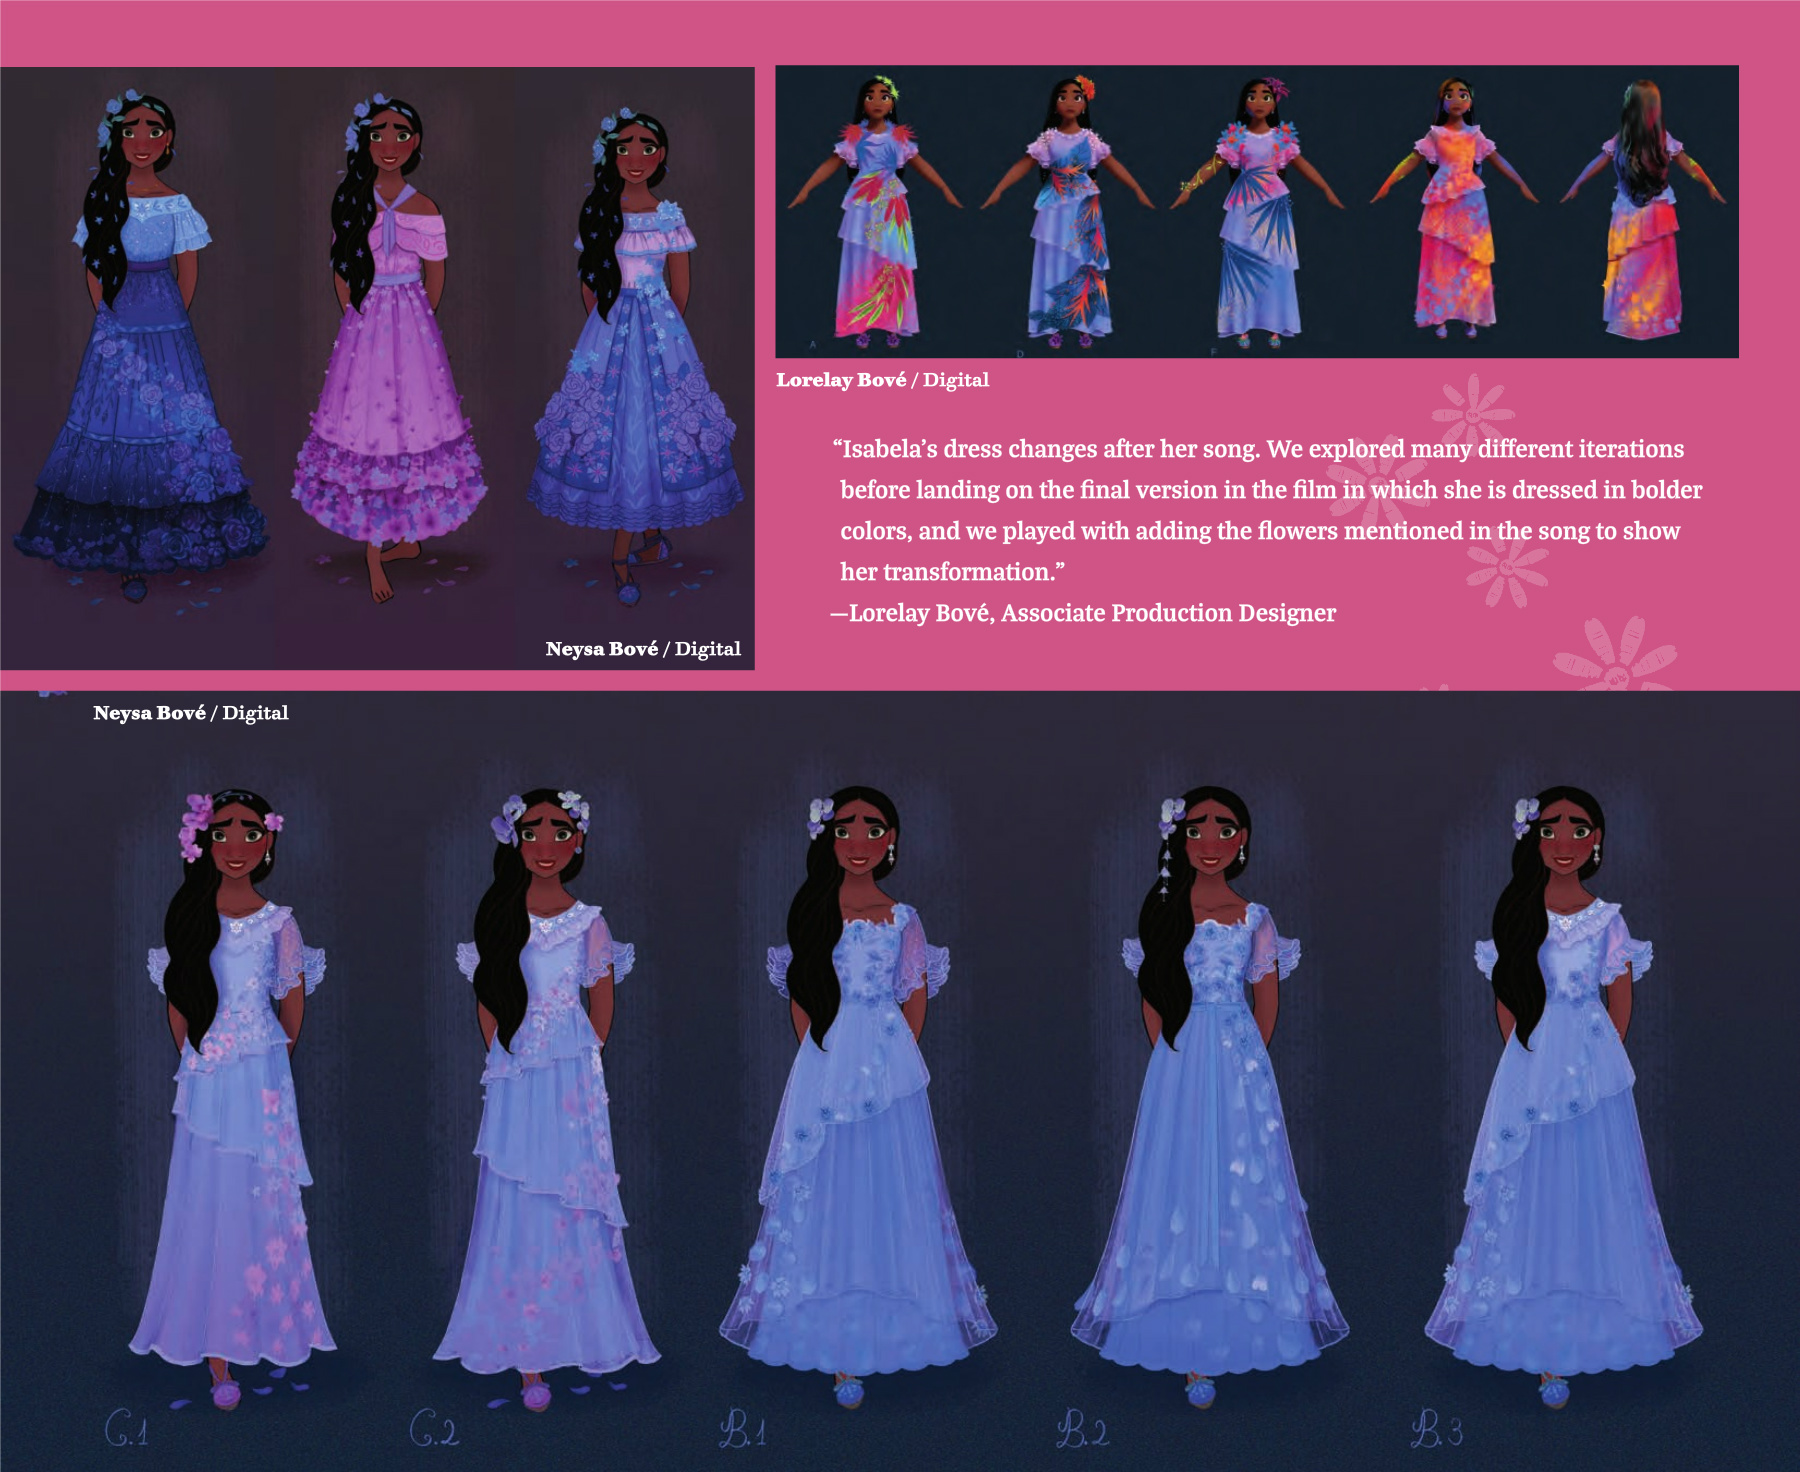 A
D
F
Lorelay Bové / Digital
“Isabela’s dress changes after her song. We explored many different iterations
before landing on the final version in the film in which she is dressed in bolder
colors, and we played with adding the flowers mentioned in the song to show
her transformation.”
—Lorelay Bové, Associate Production Designer
Neysa Bové / Digital
Neysa Bové / Digital
C.1
C.2
B.1
B.2
B.3